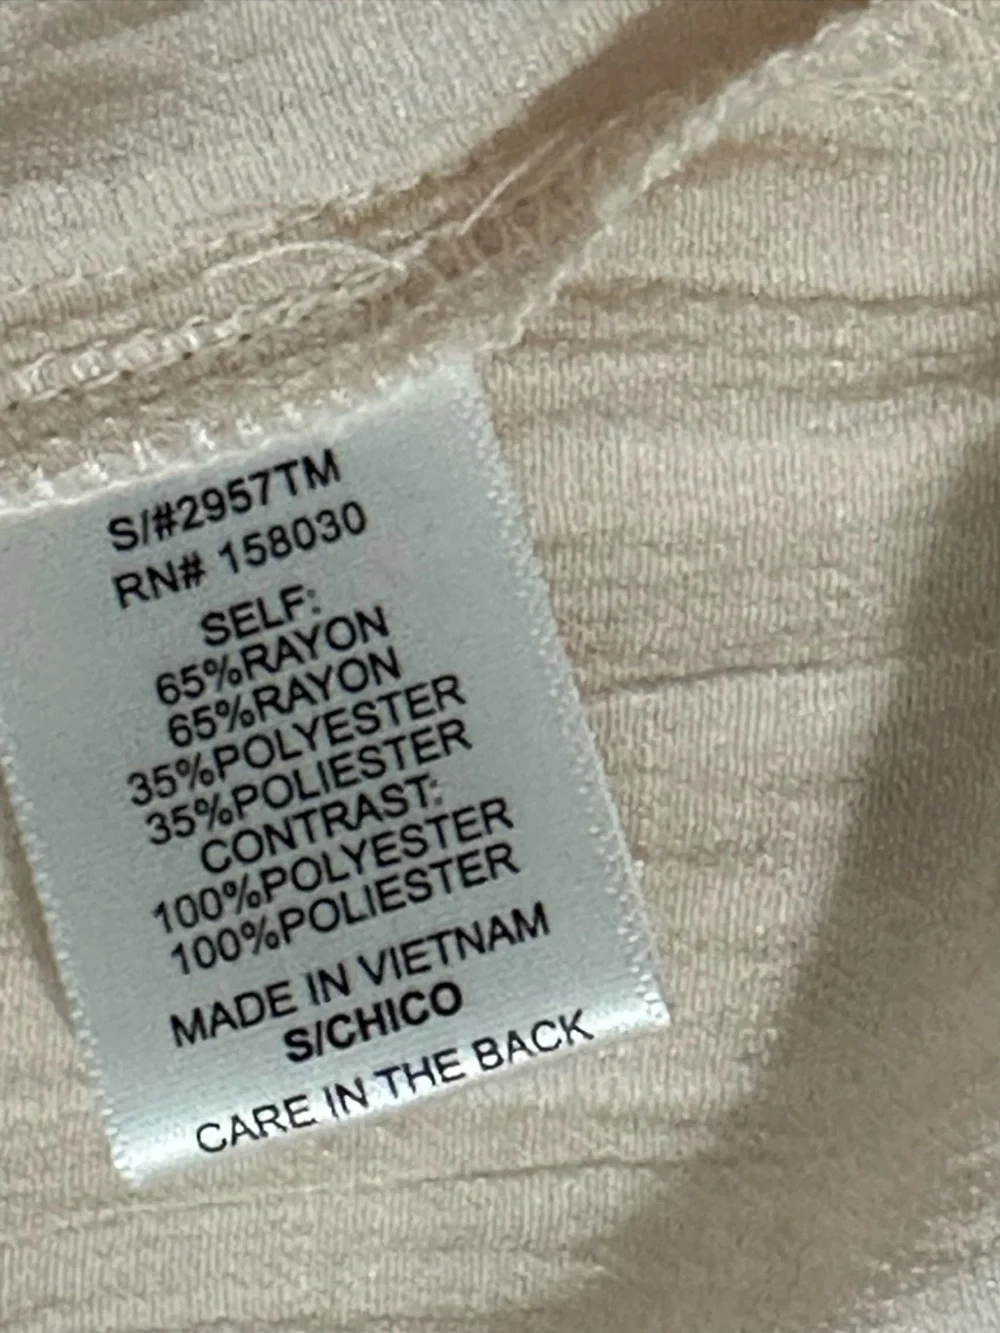 S/#2957TM
RN# 158030
SELF:
65%RAYON
65%RAYON
35%POLYESTER
35%POLIESTER
CONTRAST:
100%POLYESTER
100%POLIESTER
MADE IN VIETNAM
S/CHICO
CARE IN THE BACK